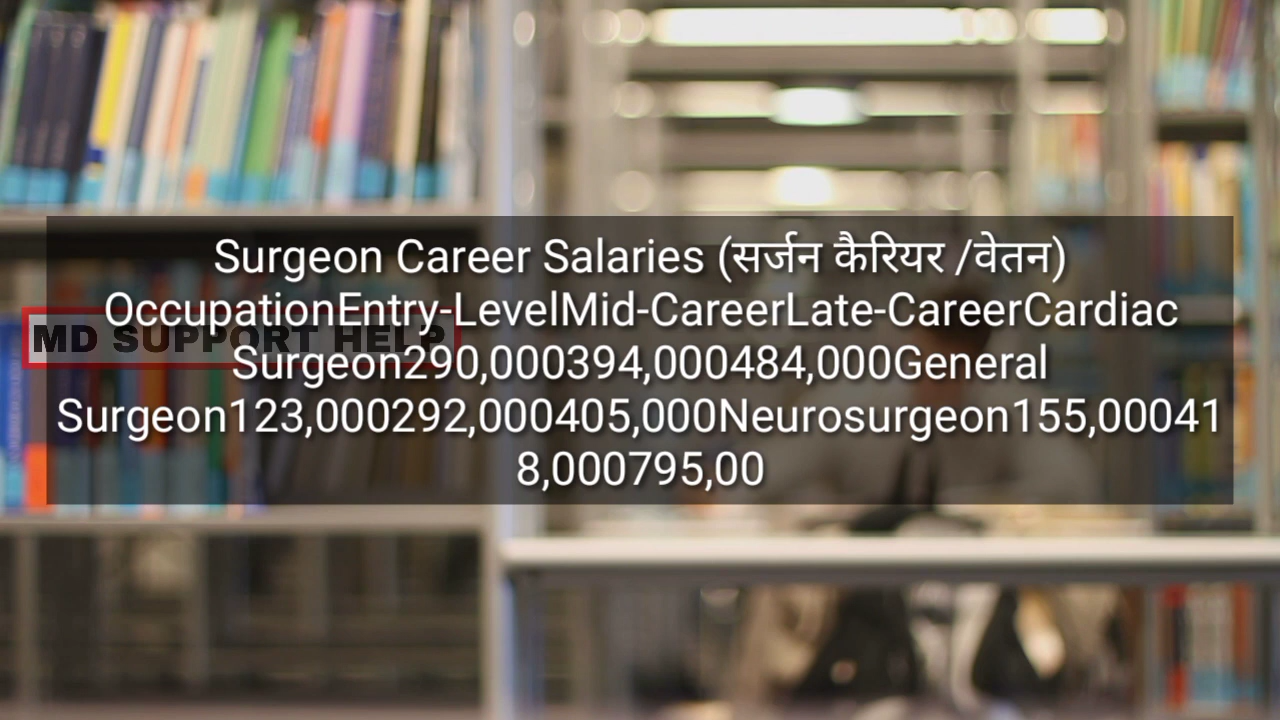 Surgeon Career Salaries (सर्जन कैरियर /वेतन)
OccupationEntry-LevelMid-CareerLate-CareerCardiac
MD SUPPORT HELP
Surgeon290,000394,000484,000General
Surgeon123,000292,000405,000Neurosurgeon155,00041
8,000795,00